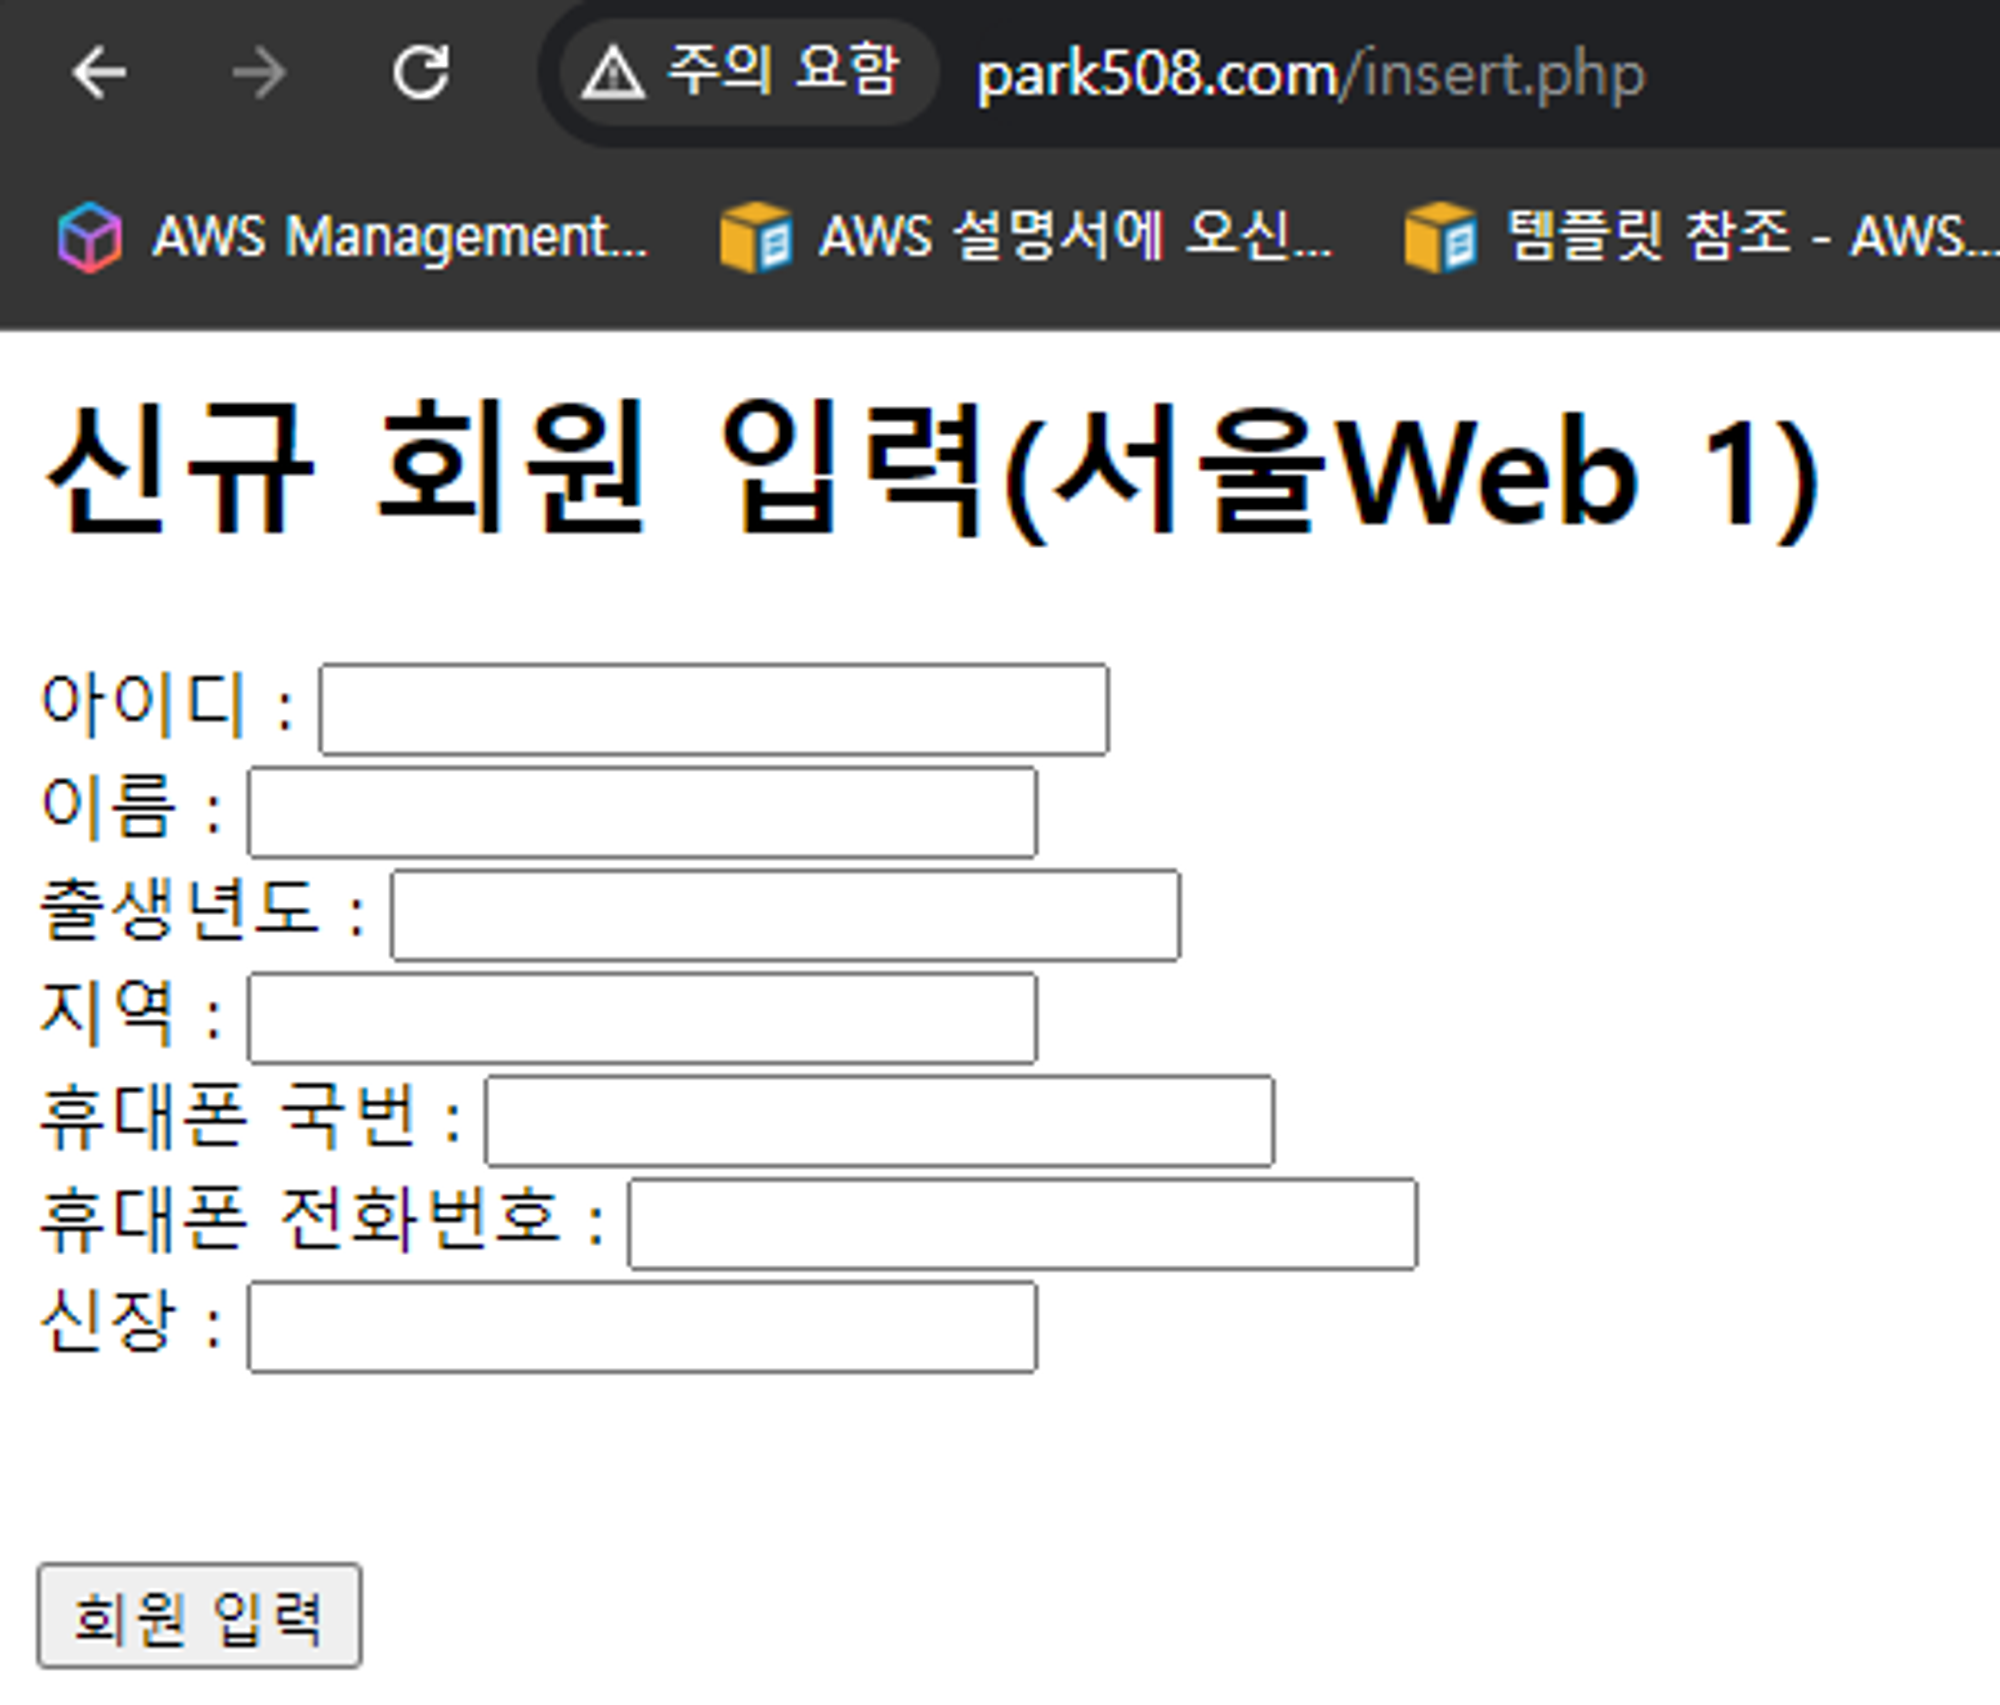 주의 요함 park508.com/insert.php
AWS Management... AWS 설명서에 오신... 템플릿 참조 - AWS...
신규 회원 입력(서울Web 1)
아이디 :
이름 :
출생년도 :
지역 :
휴대폰 국번 :
휴대폰 전화번호 :
신장 :
회원 입력